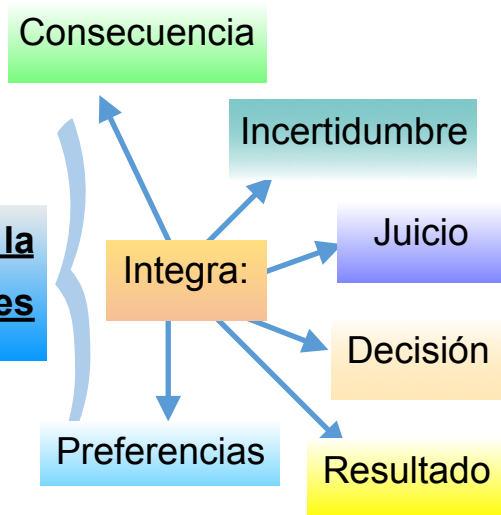 Consecuencia
Incertidumbre
la
es
Integra:
Juicio
Decisión
Preferencias
Resultado